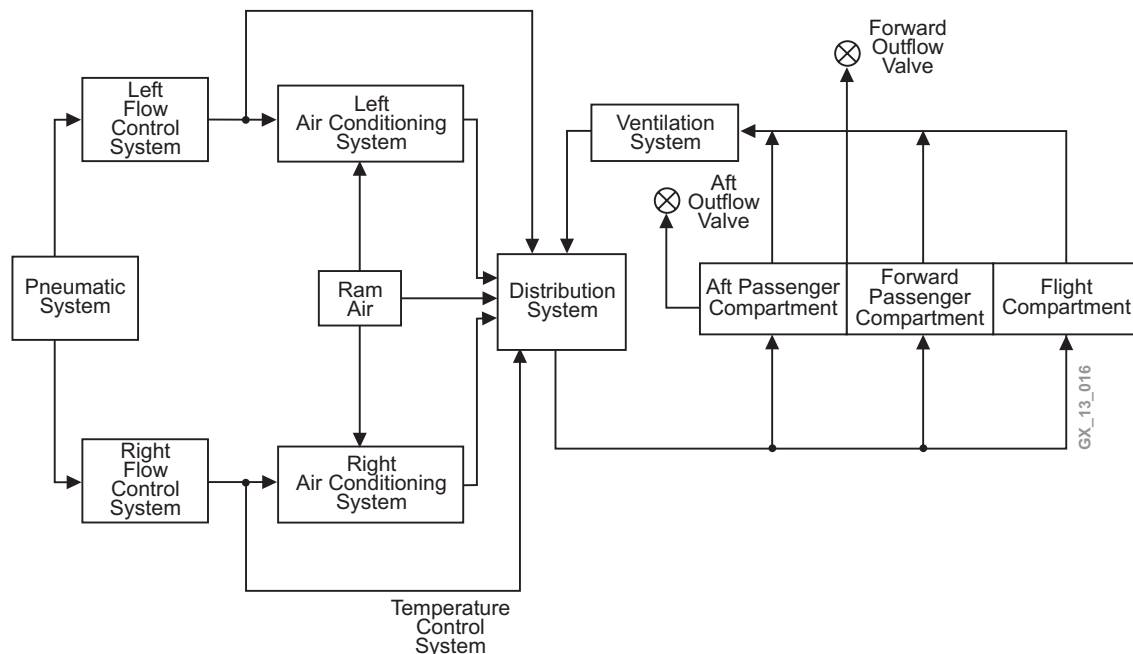 Forward
Outflow
Valve
Left
Flow
Control
System
Left
Air Conditioning
System
Ventilation
System
Aft
Outflow
Valve
Pneumatic
System
Ram
Air
Distribution
System
Aft Passenger
Compartment
Forward
Passenger
Compartment
Flight
Compartment
GX_13_016
Right
Flow
Control
System
Right
Air Conditioning
System
Temperature
Control
System